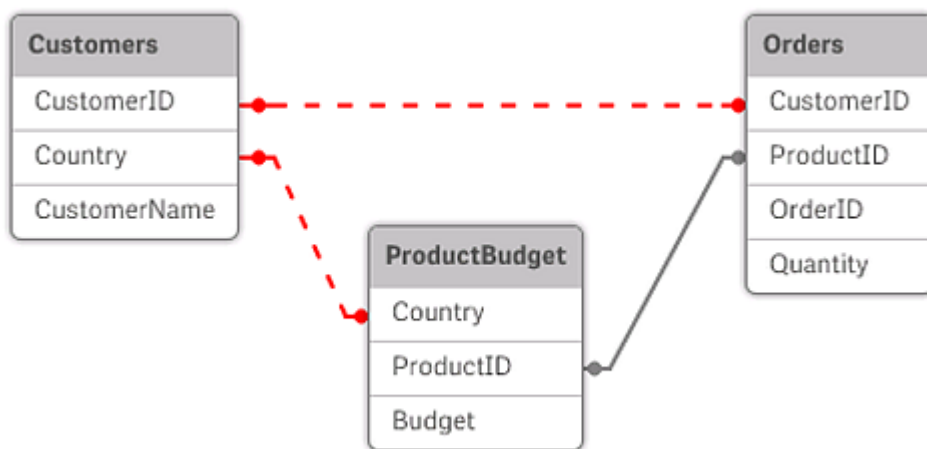 Customers
CustomerID
Country
CustomerName
Orders
CustomerID
ProductID
OrderID
Quantity
ProductBudget
Country
ProductID
Budget